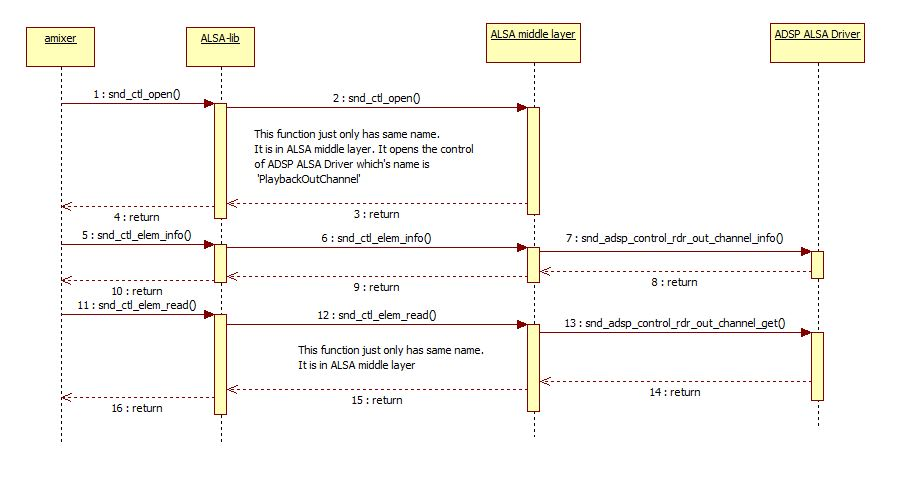 amixer
ALSA-lib
ALSA middle layer
ADSP ALSA Driver
1 : snd_ctl_open()
2 : snd_ctl_open()
This function just only has same name.
It is in ALSA middle layer. It opens the control
of ADSP ALSA Driver which's name is
'PlaybackOutChannel'
3 : return
4 : return
5 : snd_ctl_elem_info()
6 : snd_ctl_elem_info()
7 : snd_adsp_control_rdr_out_channel_info()
8 : return
9 : return
10 : return
11 : snd_ctl_elem_read()
12 : snd_ctl_elem_read()
13 : snd_adsp_control_rdr_out_channel_get()
This function just only has same name.
It is in ALSA middle layer
14 : return
15 : return
16 : return